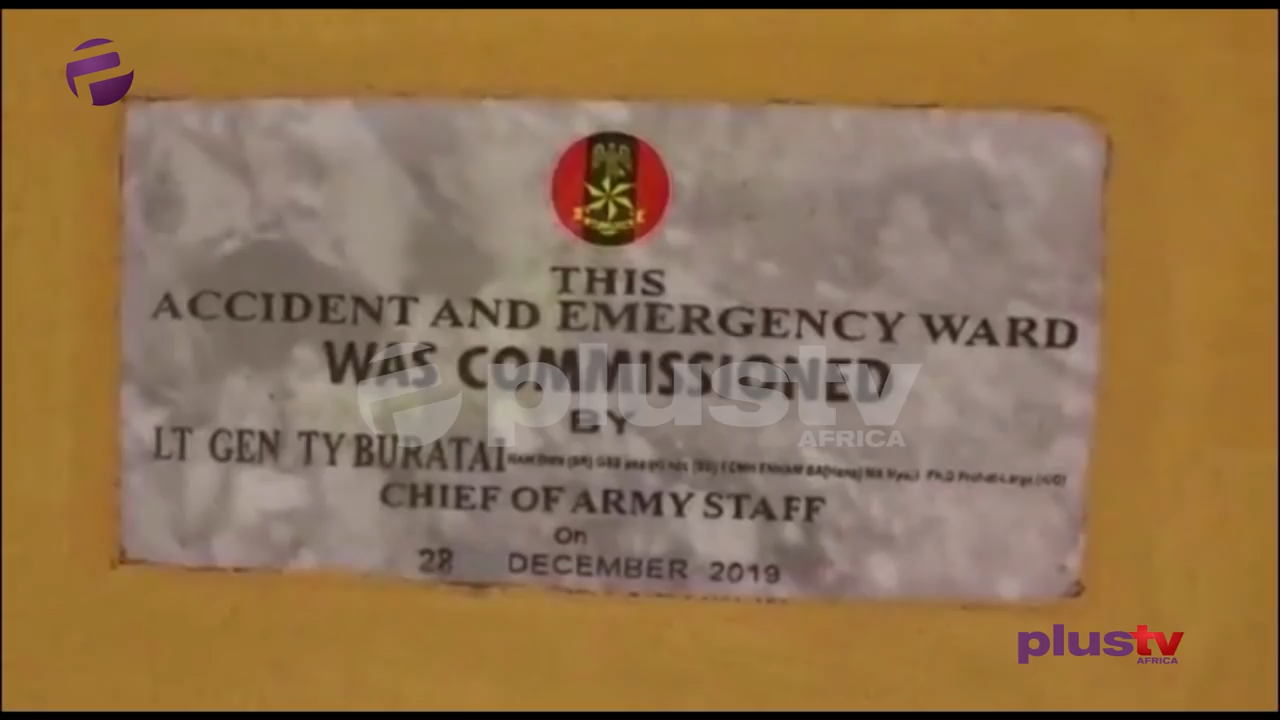 THIS
ACCIDENT AND EMERGENCY WARD
WAS COMMISSIONED
BY
LT GEN TY BURATAI
CHIEF OF ARMY STAFF
On
28 DECEMBER 2019
plustv
AFRICA
plustv
AFRICA